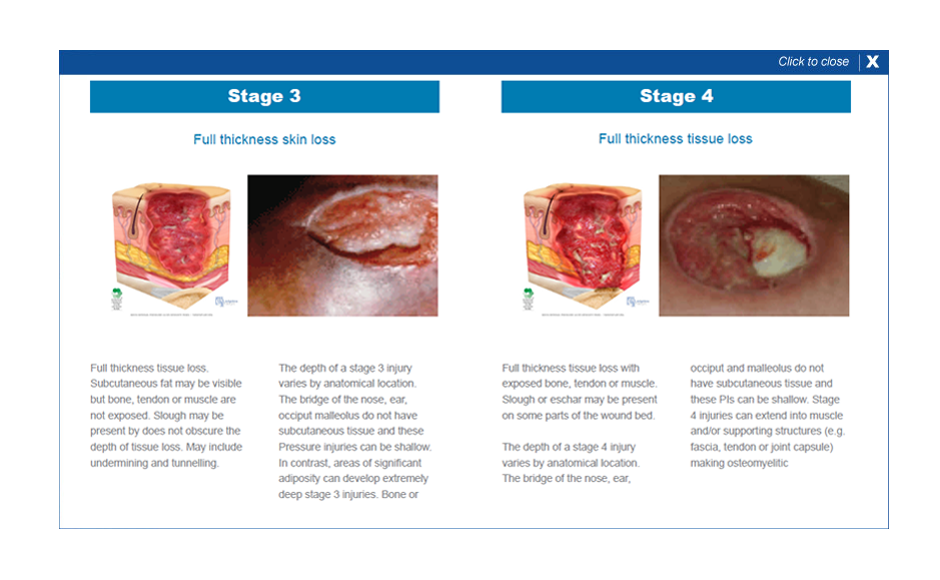 Click to close X
Stage 3
Full thickness skin loss
Full thickness tissue loss.
Subcutaneous fat may be visible
but bone, tendon or muscle are
not exposed. Slough may be
present by does not obscure the
depth of tissue loss. May include
undermining and tunnelling.
The depth of a stage 3 injury
varies by anatomical location.
The bridge of the nose, ear,
occiput malleolus do not have
subcutaneous tissue and these
Pressure injuries can be shallow.
In contrast, areas of significant
adiposity can develop extremely
deep stage 3 injuries. Bone or
Stage 4
Full thickness tissue loss
Full thickness tissue loss with
exposed bone, tendon or muscle.
Slough or eschar may be present
on some parts of the wound bed.
The depth of a stage 4 injury
varies by anatomical location.
The bridge of the nose, ear,
occiput and malleolus do not
have subcutaneous tissue and
these PIs can be shallow. Stage
4 injuries can extend into muscle
and/or supporting structures (e.g.
fascia, tendon or joint capsule)
making osteomyelitic